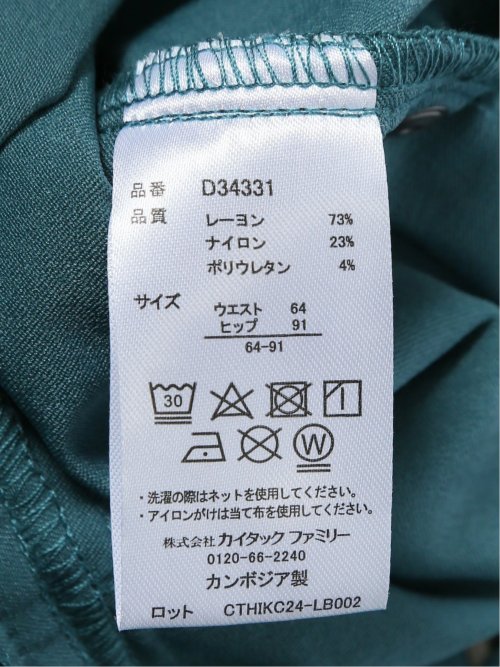 品番 D34331
品質 レーヨン 73%
ナイロン 23%
ポリウレタン 4%
サイズ ウエスト 64
ヒップ 91
64-91
30
W
・洗濯の際はネットを使用してください。
・アイロンがけは当て布を使用してください。
株式会社 カイタック ファミリー
0120-66-2240
カンボジア製
ロット CTHIKC24-LB002